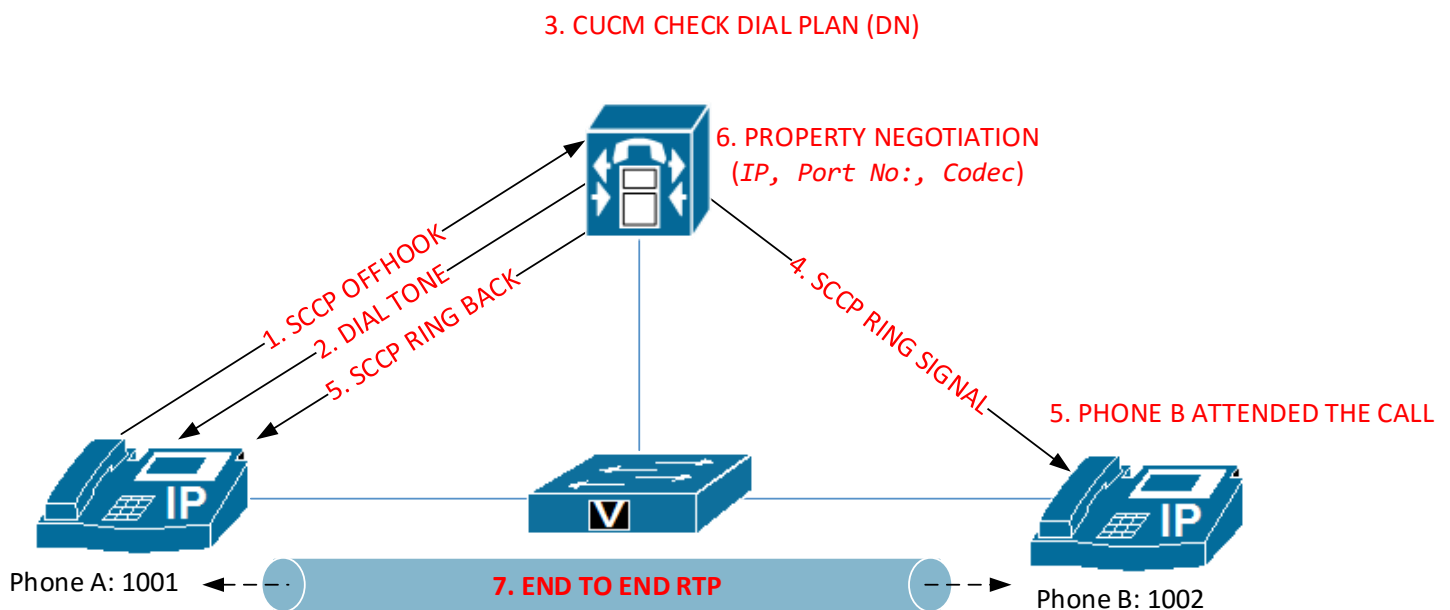 3. CUCM CHECK DIAL PLAN (DN)
6. PROPERTY NEGOTIATION
(IP, Port No:, Codec)
1. SCCP OFFHOOK
2. DIAL TONE
5. SCCP RING BACK
4. SCCP RING SIGNAL
5. PHONE B ATTENDED THE CALL
IP
V
IP
Phone A: 1001
7. END TO END RTP
Phone B: 1002